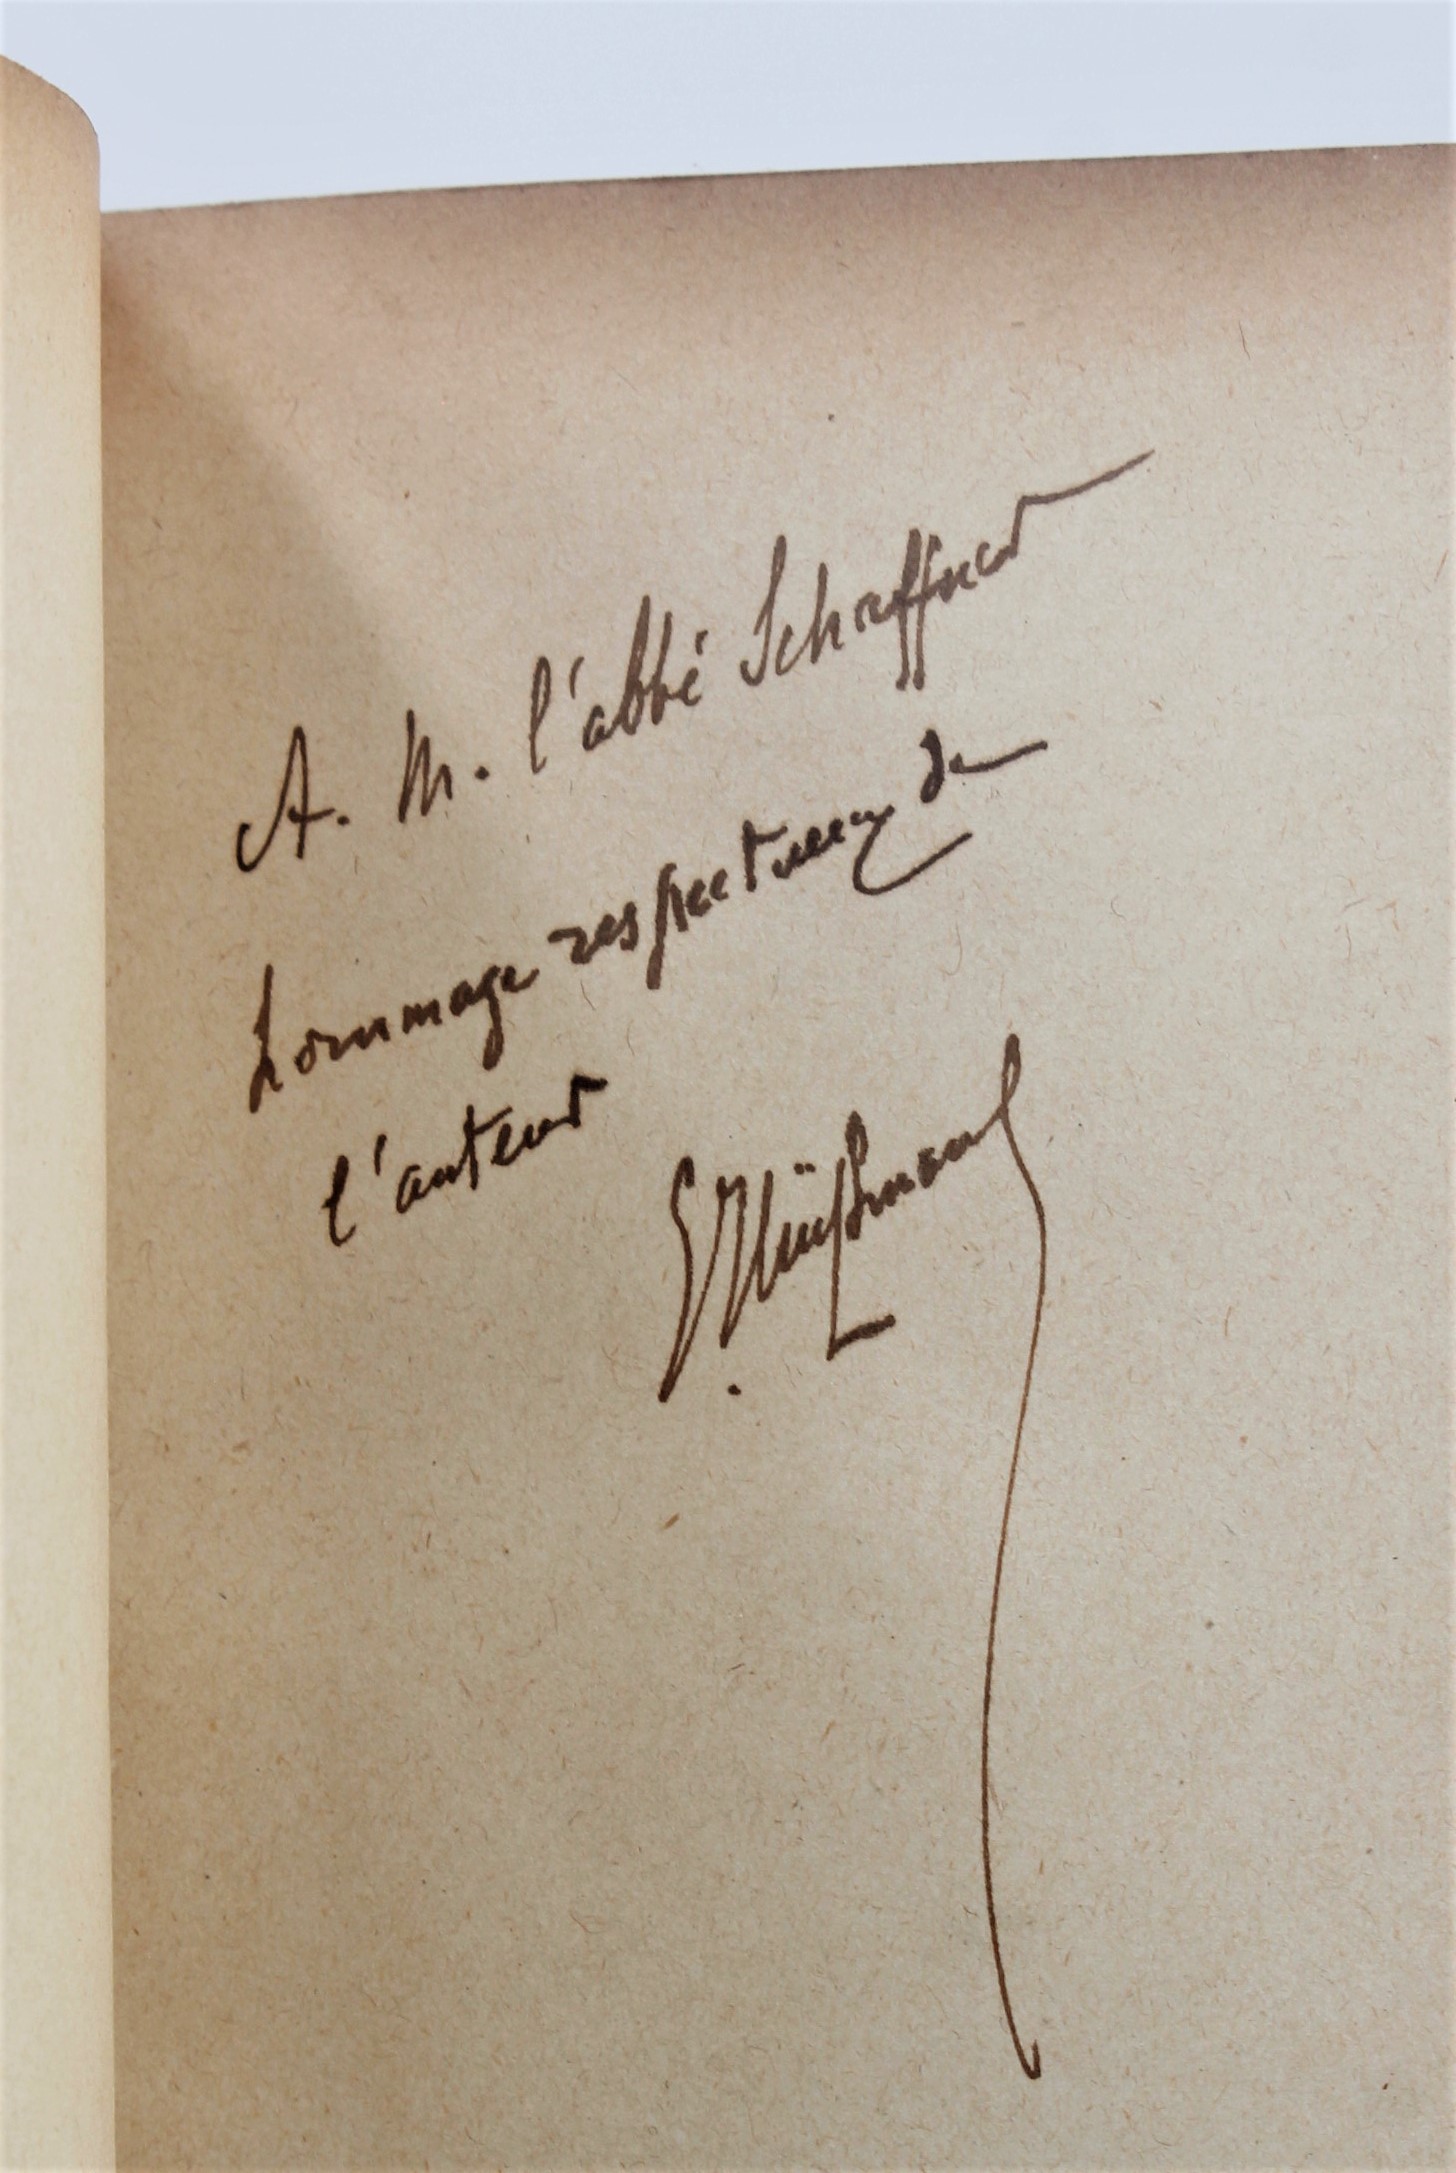 A. M. l'abbé Schaffner
hommage respectueux de
l'auteur